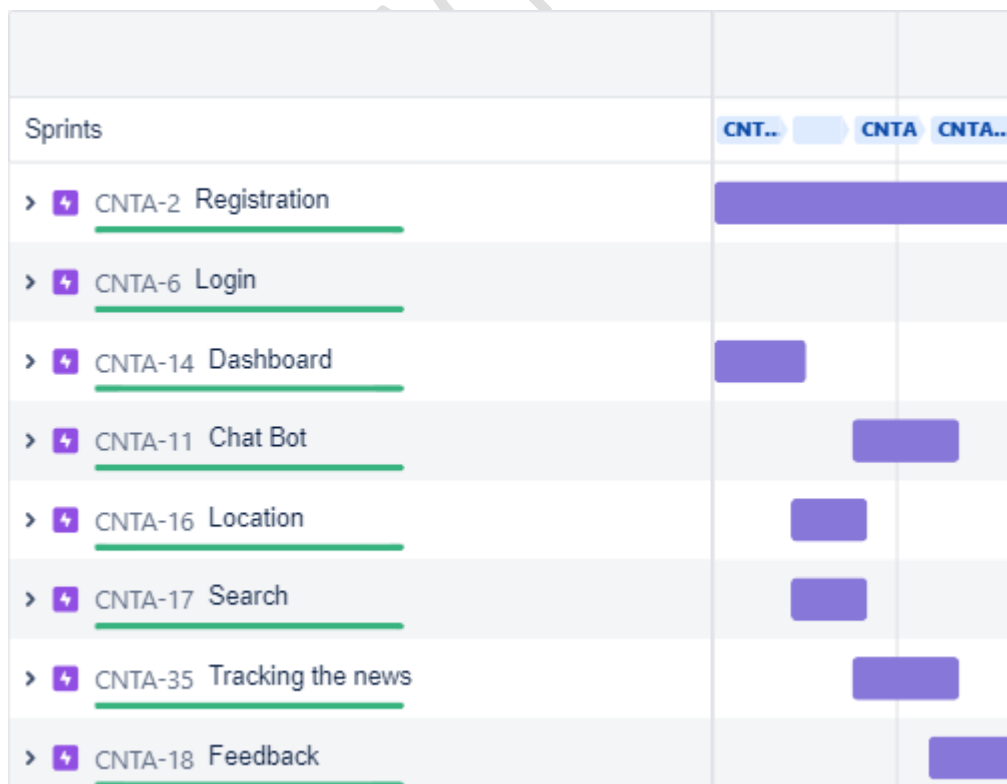 Sprints CNT... CNTA CNTA...
CNTA-2 Registration
CNTA-6 Login
CNTA-14 Dashboard
CNTA-11 Chat Bot
CNTA-16 Location
CNTA-17 Search
CNTA-35 Tracking the news
CNTA-18 Feedback